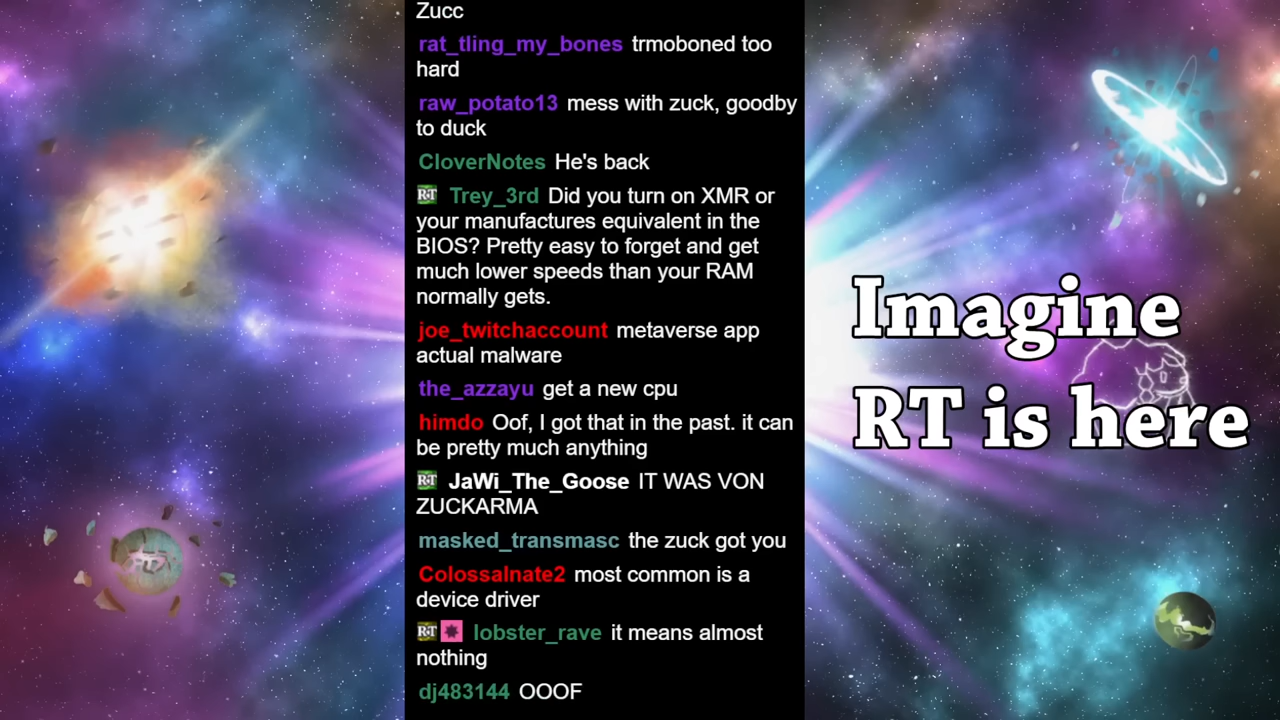 Zucc
rat_tling_my_bones trmoboned too
hard
raw_potato13 mess with zuck, goodby
to duck
CloverNotes He's back
RT Trey_3rd Did you turn on XMR or
your manufactures equivalent in the
BIOS? Pretty easy to forget and get
much lower speeds than your RAM
normally gets.
joe_twitchaccount metaverse app
actual malware
the_azzayu get a new cpu
himdo Oof, I got that in the past. it can
be pretty much anything
RT JaWi_The_Goose IT WAS VON
ZUCKARMA
masked_transmasc the zuck got you
Colossalnate2 most common is a
device driver
RT lobster_rave it means almost
nothing
dj483144 OOOF
Imagine
RT is here